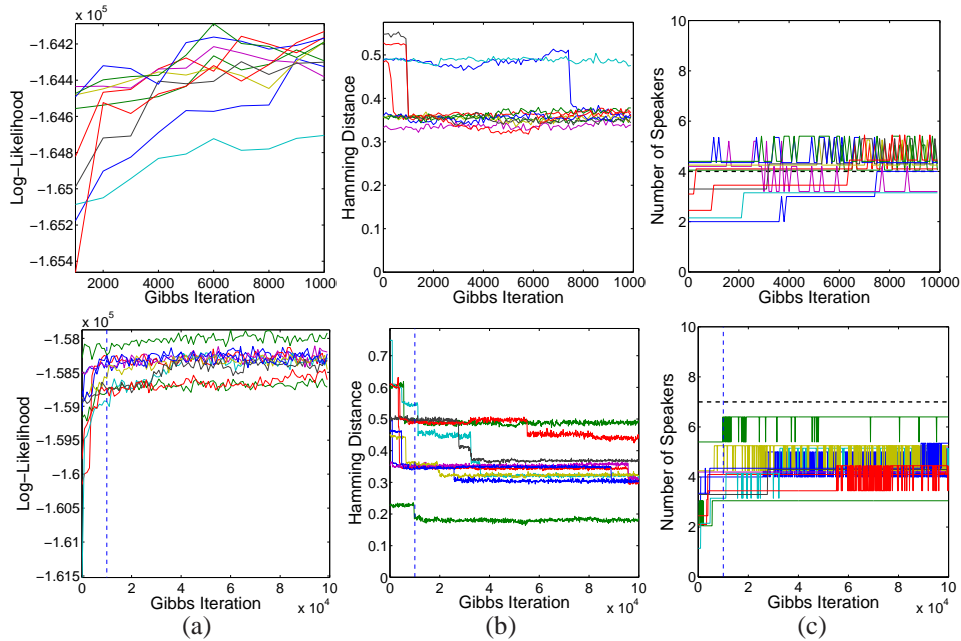 x 10^5
−1.642
−1.644
−1.646
−1.648
−1.65
−1.652
−1.654
Log−Likelihood
2000 4000 6000 8000 1000
Gibbs Iteration
0.5
0.4
0.3
0.2
0.1
0
Hamming Distance
0 2000 4000 6000 8000 1000
Gibbs Iteration
10
8
6
4
2
0
Number of Speakers
0 2000 4000 6000 8000 10000
Gibbs Iteration
x 10^5
−1.58
−1.585
−1.59
−1.595
−1.6
−1.605
−1.61
−1.615
Log−Likelihood
0 2 4 6 8 10
Gibbs Iteration
x 10^4
0.7
0.6
0.5
0.4
0.3
0.2
0.1
0
Hamming Distance
0 2 4 6 8 10
Gibbs Iteration
x 10^4
10
8
6
4
2
0
Number of Speakers
0 2 4 6 8 10
Gibbs Iteration
x 10^4
(a) (b) (c)